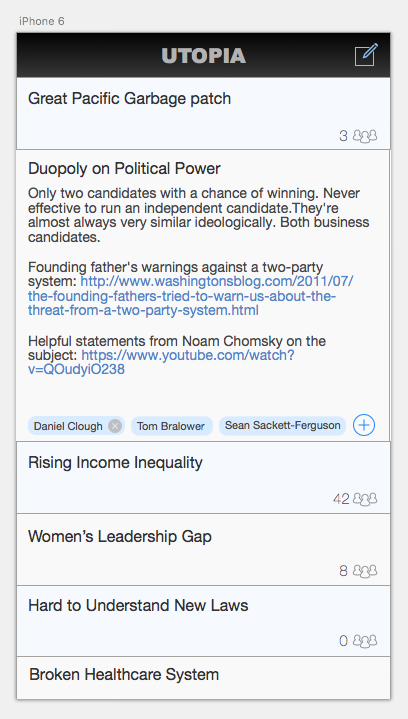 iPhone 6
UTOPIA
Great Pacific Garbage patch
3
Duopoly on Political Power
Only two candidates with a chance of winning. Never
effective to run an independent candidate.They're
almost always very similar ideologically. Both business
candidates.
Founding father's warnings against a two-party
system: http://www.washingtonsblog.com/2011/07/
the-founding-fathers-tried-to-warn-us-about-the-
threat-from-a-two-party-system.html
Helpful statements from Noam Chomsky on the
subject: https://www.youtube.com/watch?
v=QOudyiO238
Daniel Clough Tom Bralower Sean Sackett-Ferguson
Rising Income Inequality
42
Women’s Leadership Gap
8
Hard to Understand New Laws
0
Broken Healthcare System